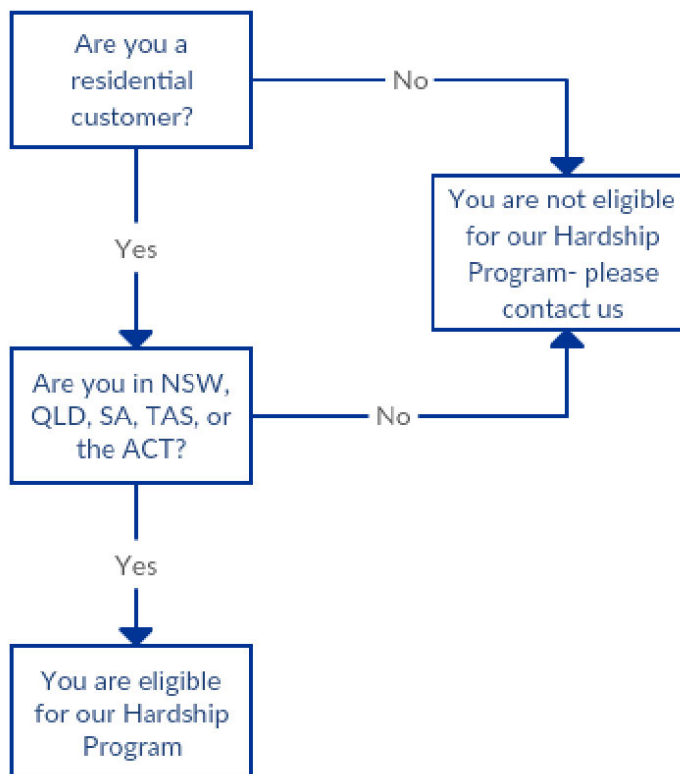 Are you a
residential
customer?
No
You are not eligible
for our Hardship
Program- please
contact us
Yes
Are you in NSW,
QLD, SA, TAS, or
the ACT?
No
Yes
You are eligible
for our Hardship
Program